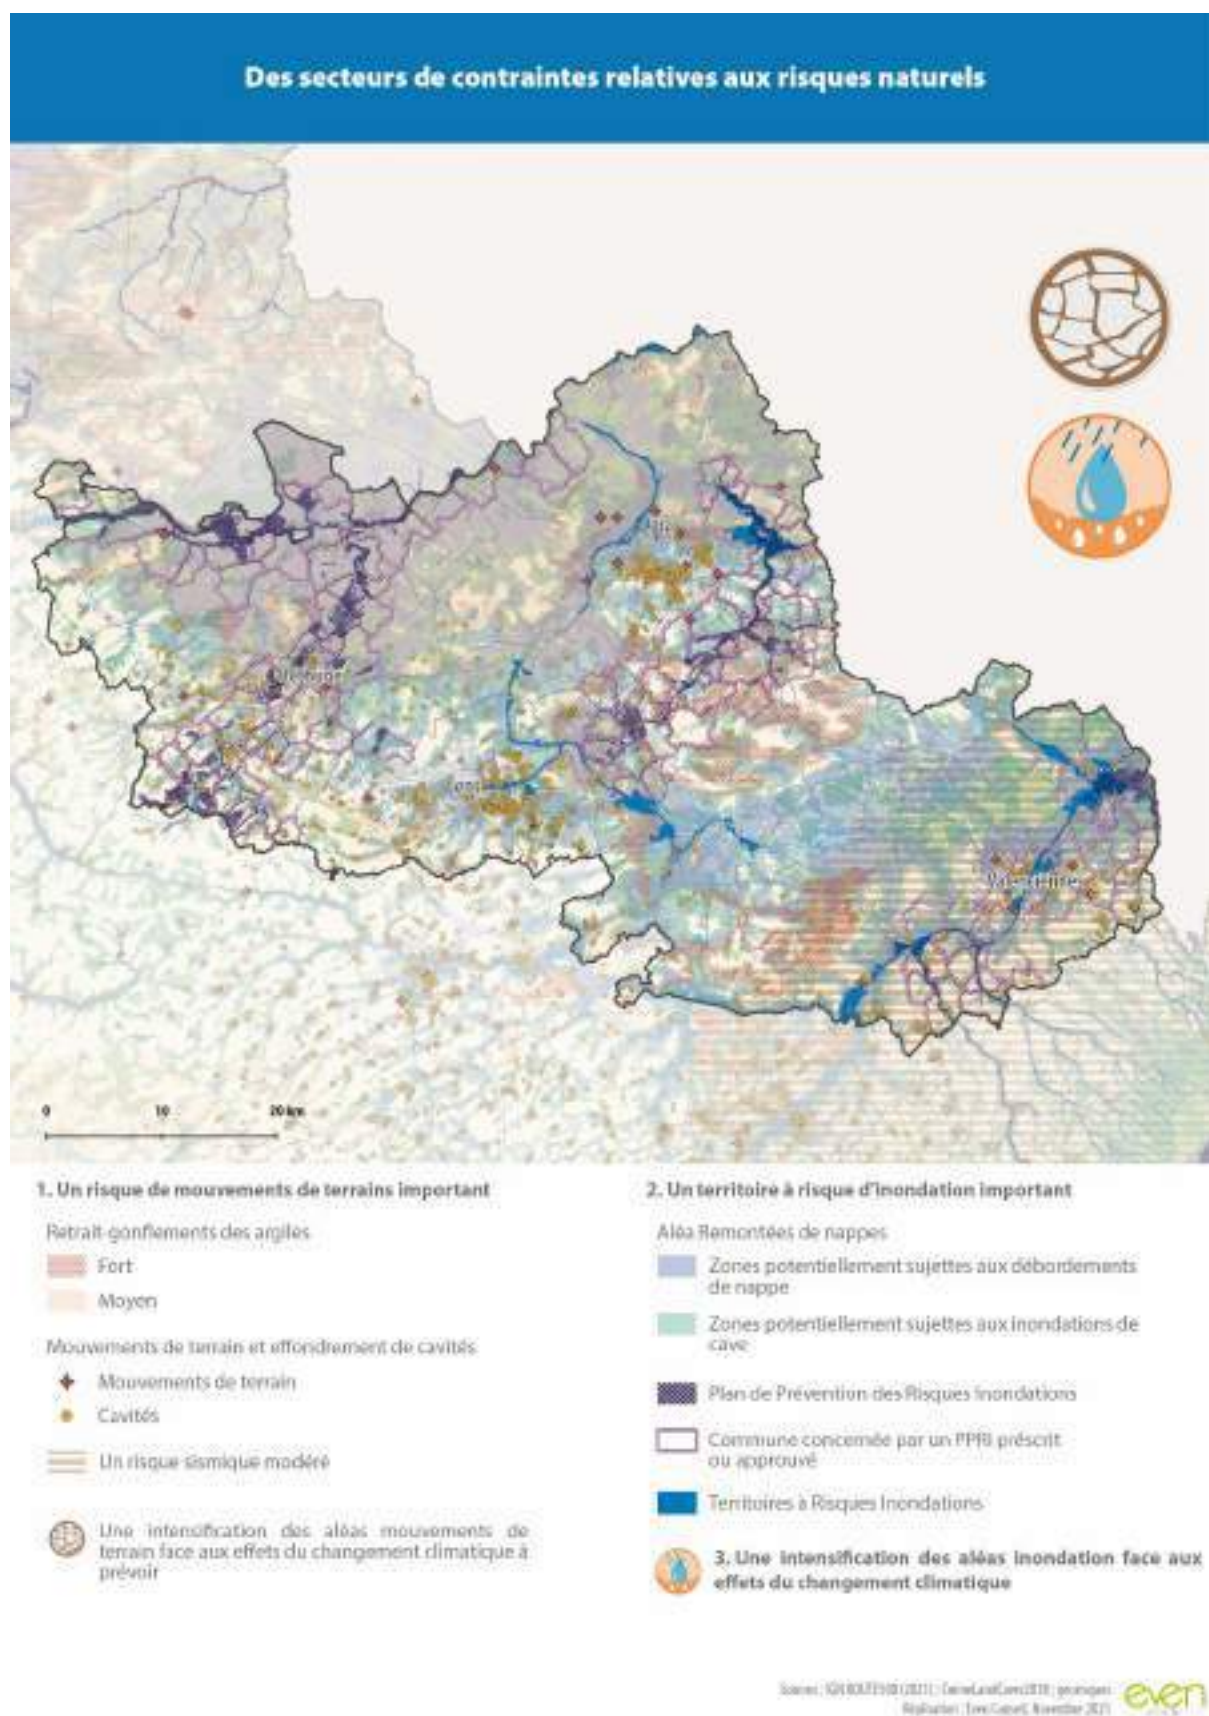 Des secteurs de contraintes relatives aux risques naturels
Lens
0 10 20 km
1. Un risque de mouvements de terrains important
Retrait-gonflements des argiles
Fort
Moyen
Mouvements de terrain et effondrement de cavités
Mouvements de terrain
Cavités
Un risque sismique modéré
Une intensification des aléas mouvements de
terrain face aux effets du changement climatique à
prévoir
2. Un territoire à risque d'inondation important
Aléa Remontées de nappes
Zones potentiellement sujettes aux débordements
de nappe
Zones potentiellement sujettes aux inondations de
cave
Plan de Prévention des Risques Inondations
Commune concernée par un PPRI préscrit
ou approuvé
Territoires à Risques Inondations
3. Une intensification des aléas inondation face aux
effets du changement climatique
even